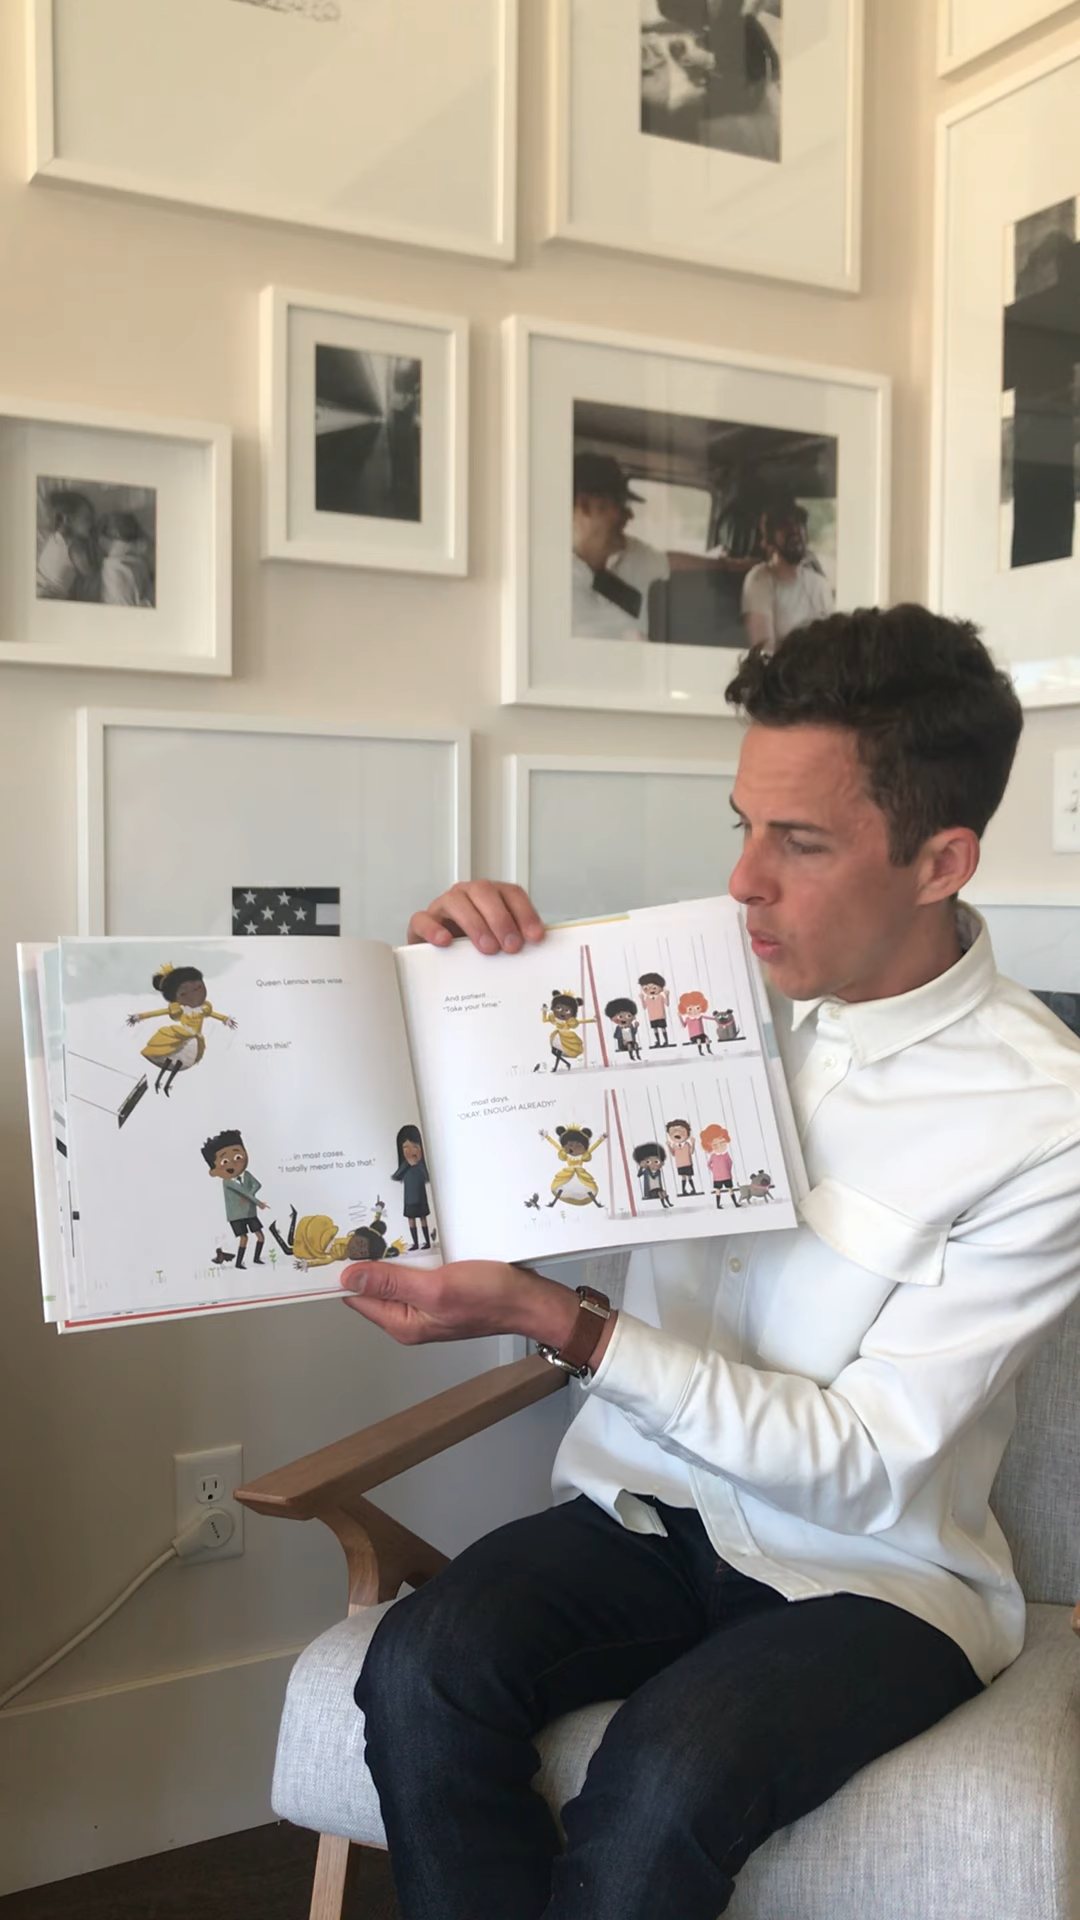 Queen Lennox was wise...
"Watch this!"
. . . in most cases.
"I totally meant to do that."
And patient...
"Take your time."
...most days.
"OKAY, ENOUGH ALREADY!"